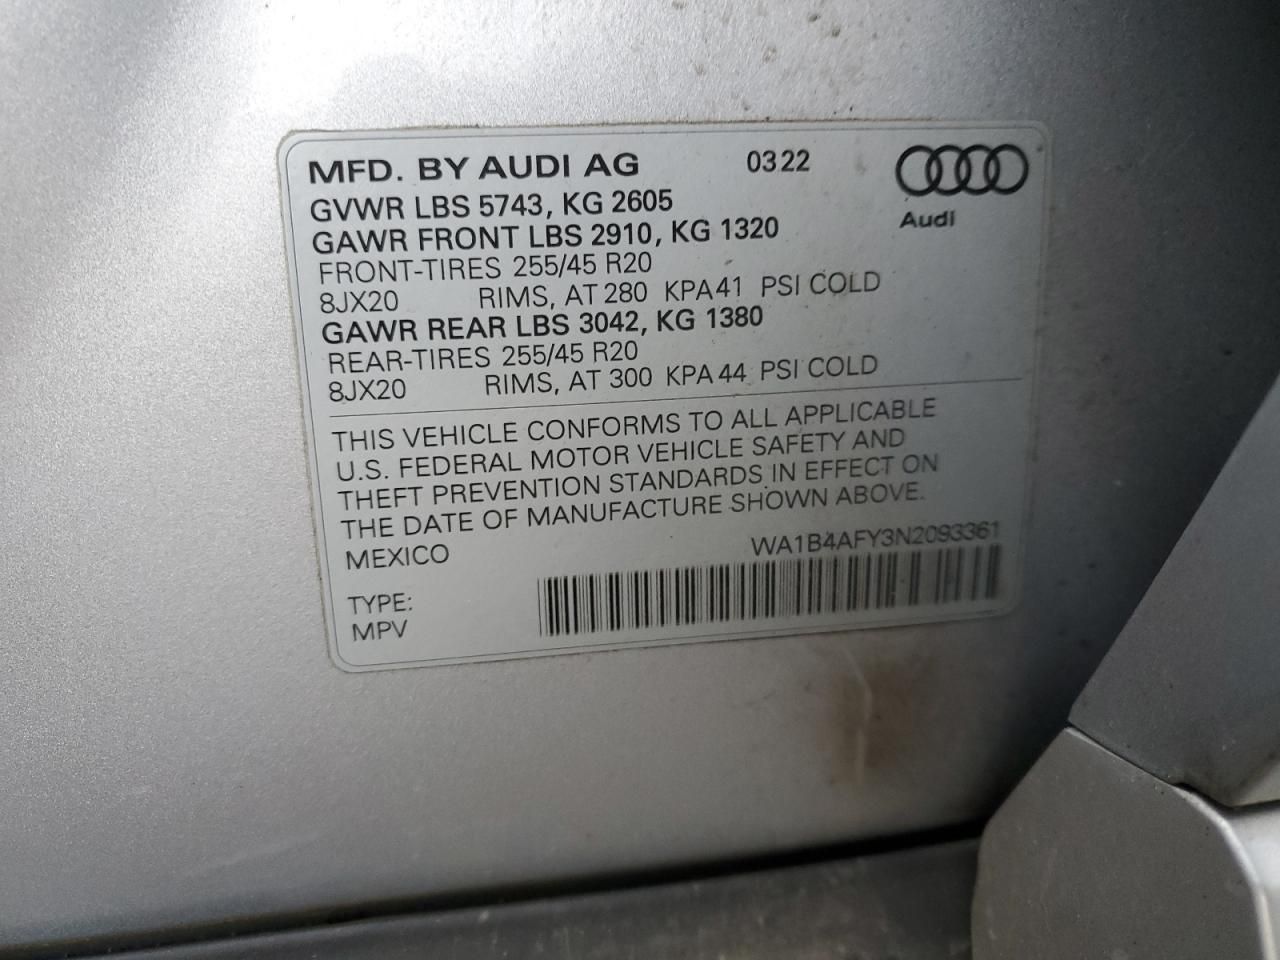 MFD. BY AUDI AG 0322
Audi
GVWR LBS 5743, KG 2605
GAWR FRONT LBS 2910, KG 1320
FRONT-TIRES 255/45 R20
8JX20 RIMS, AT 280 KPA 41 PSI COLD
GAWR REAR LBS 3042, KG 1380
REAR-TIRES 255/45 R20
8JX20 RIMS, AT 300 KPA 44 PSI COLD
THIS VEHICLE CONFORMS TO ALL APPLICABLE
U.S. FEDERAL MOTOR VEHICLE SAFETY AND
THEFT PREVENTION STANDARDS IN EFFECT ON
THE DATE OF MANUFACTURE SHOWN ABOVE.
MEXICO WA1B4AFY3N2093361
TYPE:
MPV